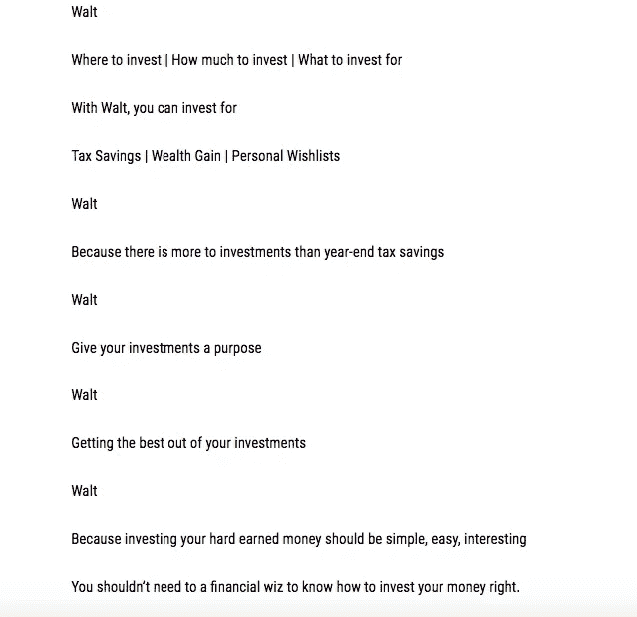 Walt
Where to invest | How much to invest | What to invest for
With Walt, you can invest for
Tax Savings | Wealth Gain | Personal Wishlists
Walt
Because there is more to investments than year-end tax savings
Walt
Give your investments a purpose
Walt
Getting the best out of your investments
Walt
Because investing your hard earned money should be simple, easy, interesting
You shouldn't need to a financial wiz to know how to invest your money right.